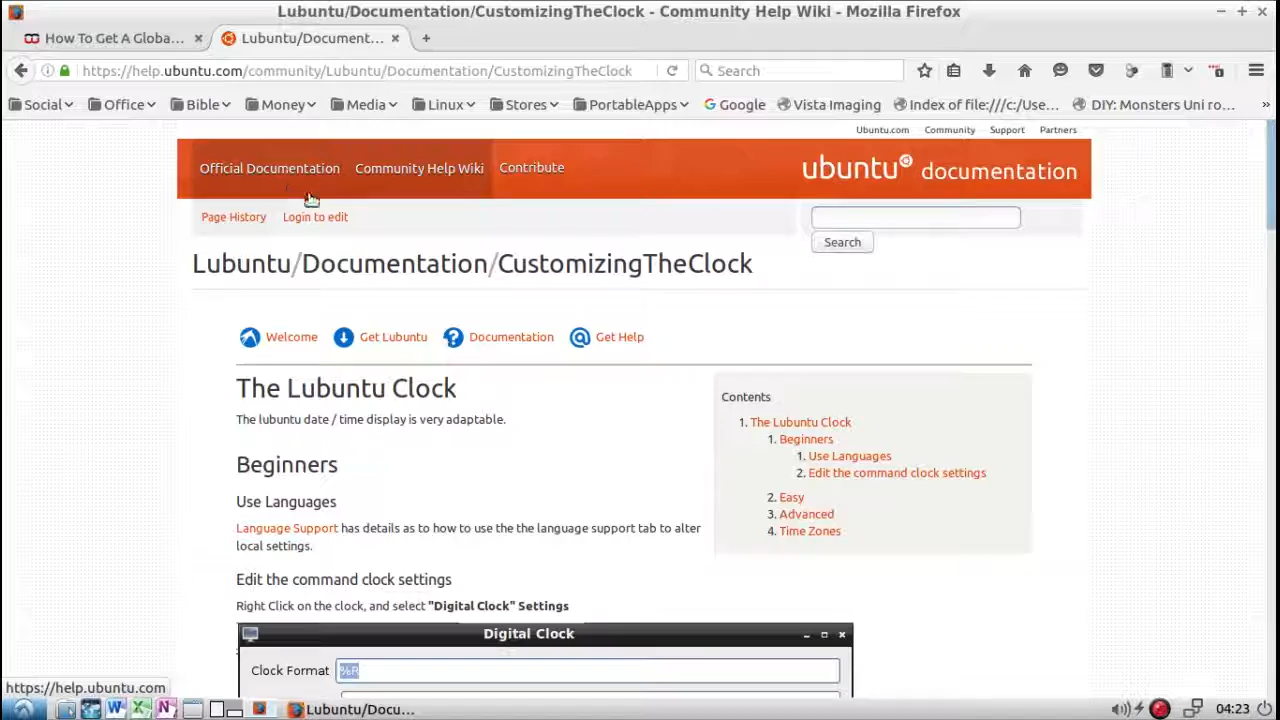 Lubuntu/Documentation/CustomizingTheClock - Community Help Wiki - Mozilla Firefox
How To Get A Globa...
Lubuntu/Document...
https://help.ubuntu.com/community/Lubuntu/Documentation/CustomizingTheClock
Search
Social
Office
Bible
Money
Media
Linux
Stores
PortableApps
Google
Vista Imaging
Index of file:///c:/Use...
DIY: Monsters Uni ro...
»
Ubuntu.com Community Support Partners
Official Documentation Community Help Wiki Contribute
ubuntu documentation
Page History Login to edit
Search
Lubuntu/Documentation/CustomizingTheClock
Welcome Get Lubuntu Documentation Get Help
The Lubuntu Clock
The lubuntu date / time display is very adaptable.
Beginners
Use Languages
Language Support has details as to how to use the the language support tab to alter
local settings.
Edit the command clock settings
Right Click on the clock, and select "Digital Clock" Settings
Contents
1. The Lubuntu Clock
1. Beginners
1. Use Languages
2. Edit the command clock settings
2. Easy
3. Advanced
4. Time Zones
Digital Clock
Clock Format %R
https://help.ubuntu.com
Lubuntu/Docu...
04:23